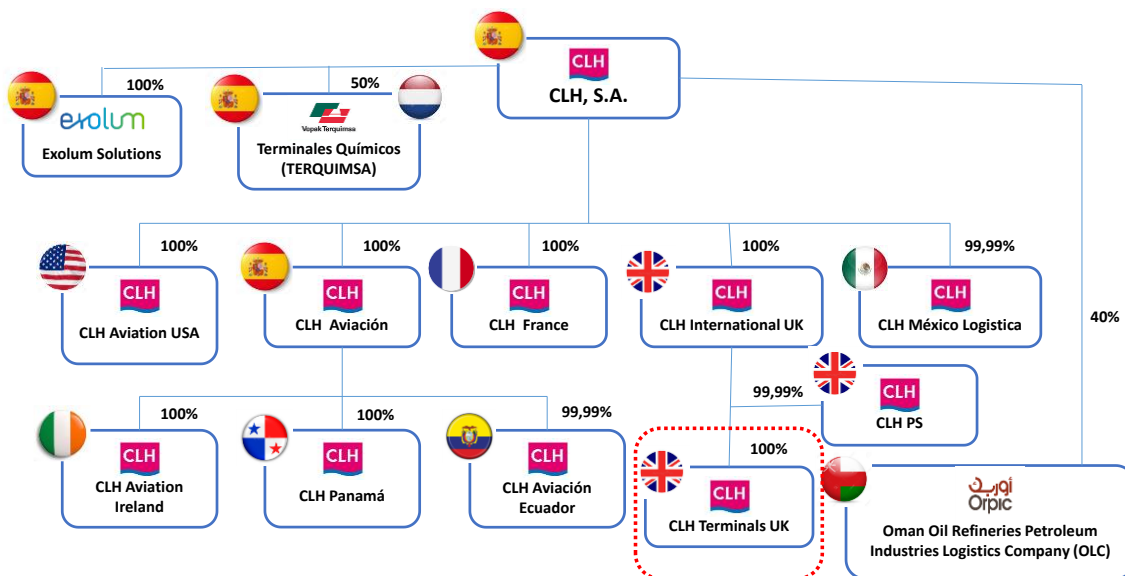 CLH
CLH, S.A.
100%
exolum
Exolum Solutions
50%
Vopak Terquimsa
Terminales Químicos
(TERQUIMSA)
100%
CLH
CLH Aviation USA
100%
CLH
CLH Aviación
100%
CLH
CLH France
100%
CLH
CLH International UK
99,99%
CLH
CLH México Logistica
40%
100%
CLH
CLH Aviation
Ireland
100%
CLH
CLH Panamá
99,99%
CLH
CLH Aviación
Ecuador
99,99%
CLH
CLH PS
100%
CLH
CLH Terminals UK
أوربك
Orpic
Oman Oil Refineries Petroleum
Industries Logistics Company (OLC)